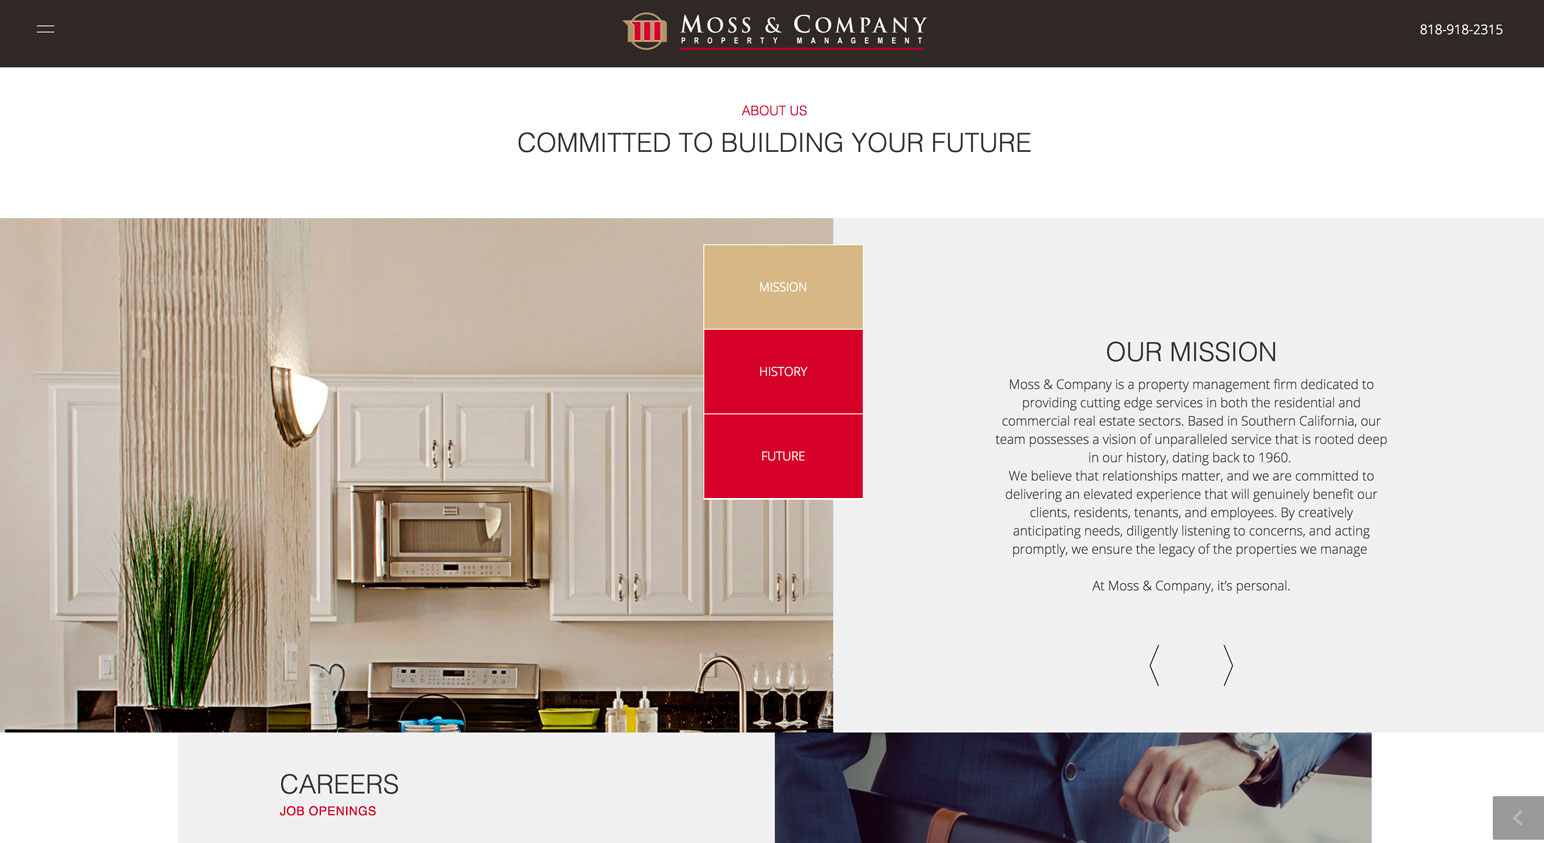 MOSS & COMPANY
PROPERTY MANAGEMENT
818-918-2315
ABOUT US
COMMITTED TO BUILDING YOUR FUTURE
MISSION
HISTORY
FUTURE
OUR MISSION
Moss & Company is a property management firm dedicated to
providing cutting edge services in both the residential and
commercial real estate sectors. Based in Southern California, our
team possesses a vision of unparalleled service that is rooted deep
in our history, dating back to 1960.
We believe that relationships matter, and we are committed to
delivering an elevated experience that will genuinely benefit our
clients, residents, tenants, and employees. By creatively
anticipating needs, diligently listening to concerns, and acting
promptly, we ensure the legacy of the properties we manage
At Moss & Company, it’s personal.
CAREERS
JOB OPENINGS